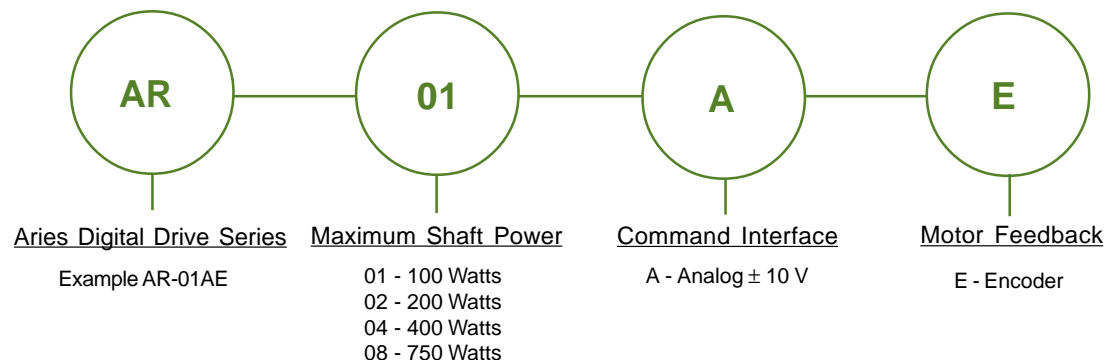 AR
01
A
E
Aries Digital Drive Series
Example AR-01AE
Maximum Shaft Power
01 - 100 Watts
02 - 200 Watts
04 - 400 Watts
08 - 750 Watts
Command Interface
A - Analog ± 10 V
Motor Feedback
E - Encoder